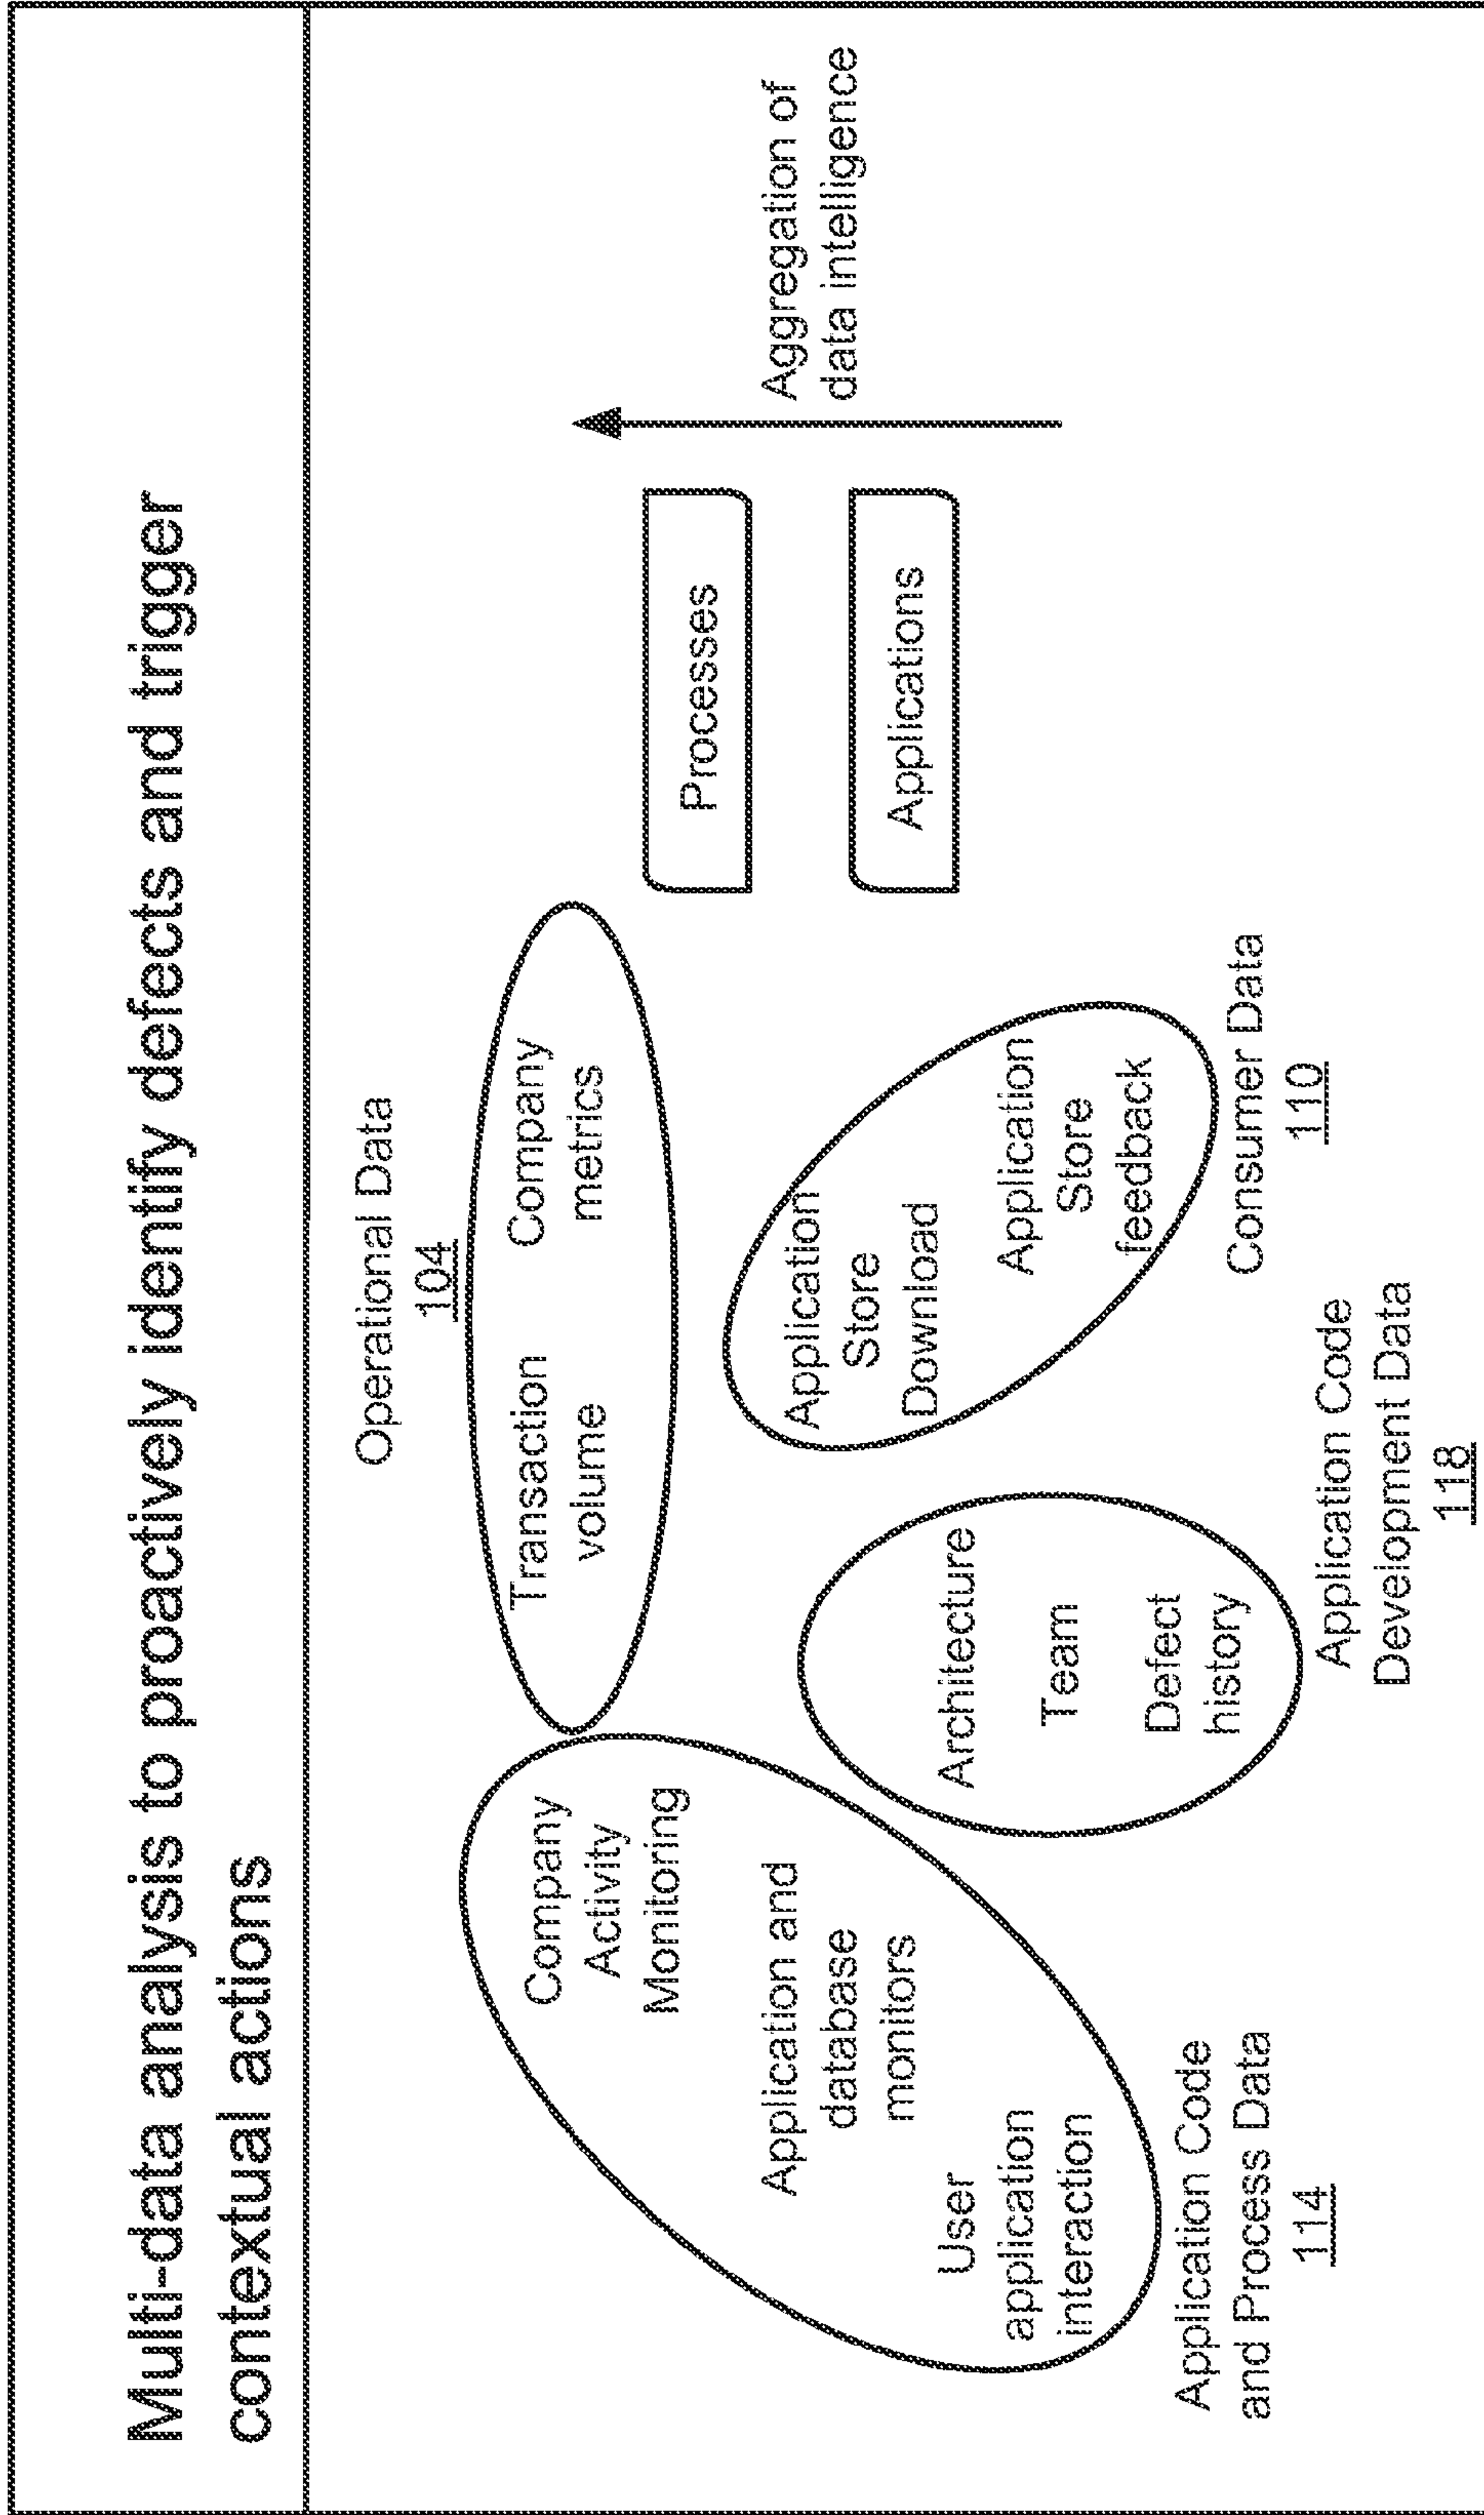 Multi-data analysis to proactively identify defects and trigger
contextual actions
Operational Data
104
Transaction
volume
Company
metrics
Company
Activity
Monitoring
Application and
database
monitors
User
application
interaction
Application Code
and Process Data
114
Architecture
Team
Defect
history
Application Code
Development Data
118
Application
Store
Download
Application
Store
feedback
Consumer Data
110
Processes
Applications
Aggregation of
data intelligence